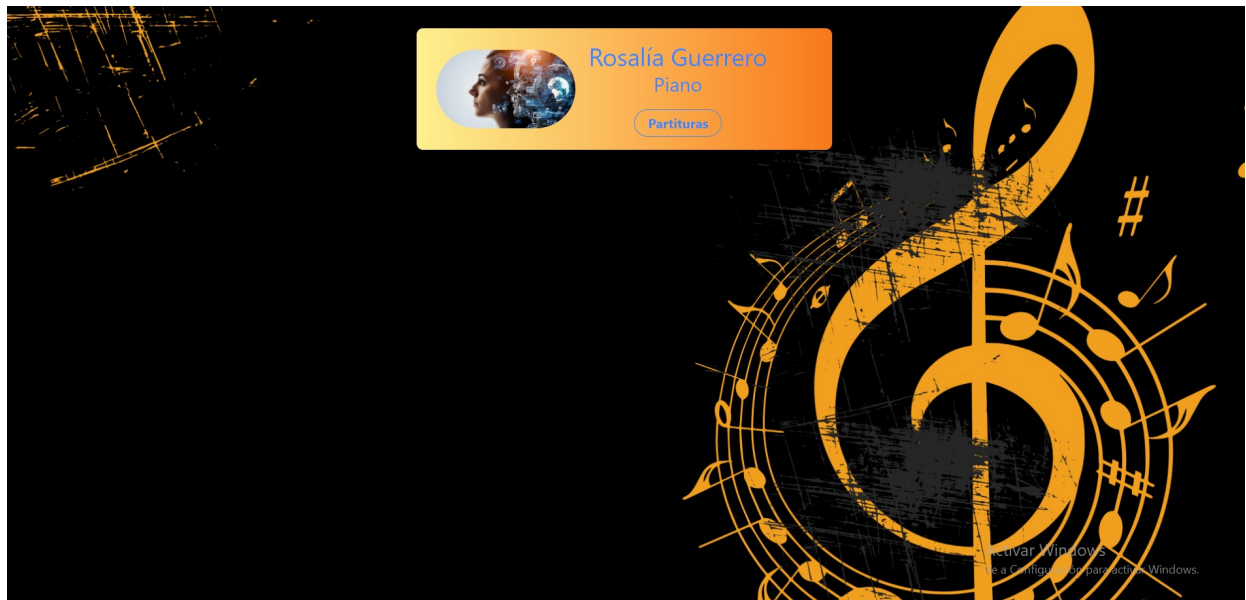 Rosalía Guerrero
Piano
Partituras
Activar Windows
Ve a Configuración para activar Windows.